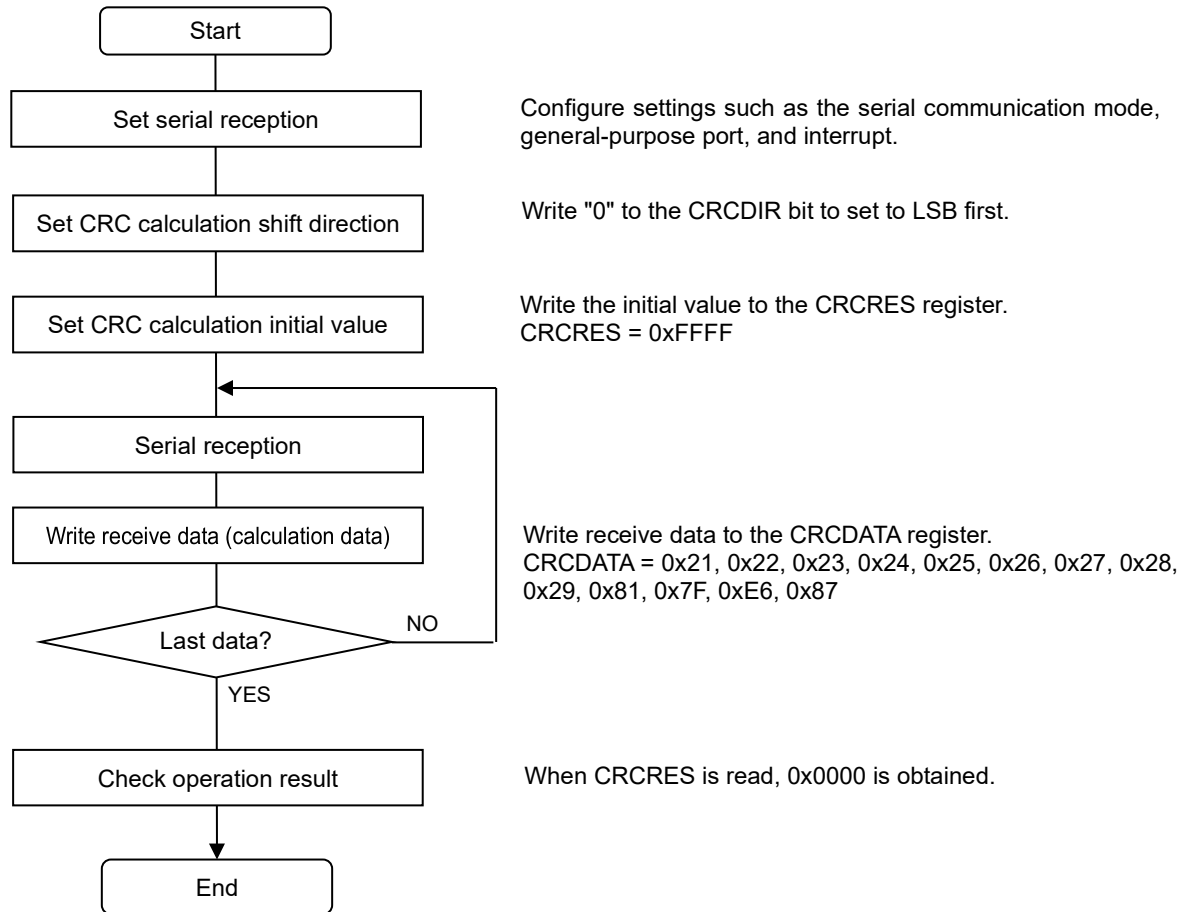 Start
Set serial reception
Configure settings such as the serial communication mode,
general-purpose port, and interrupt.
Set CRC calculation shift direction
Write "0" to the CRCDIR bit to set to LSB first.
Set CRC calculation initial value
Write the initial value to the CRCRES register.
CRCRES = 0xFFFF
Serial reception
Write receive data (calculation data)
Write receive data to the CRCDATA register.
CRCDATA = 0x21, 0x22, 0x23, 0x24, 0x25, 0x26, 0x27, 0x28,
0x29, 0x81, 0x7F, 0xE6, 0x87
Last data?
NO
YES
Check operation result
When CRCRES is read, 0x0000 is obtained.
End